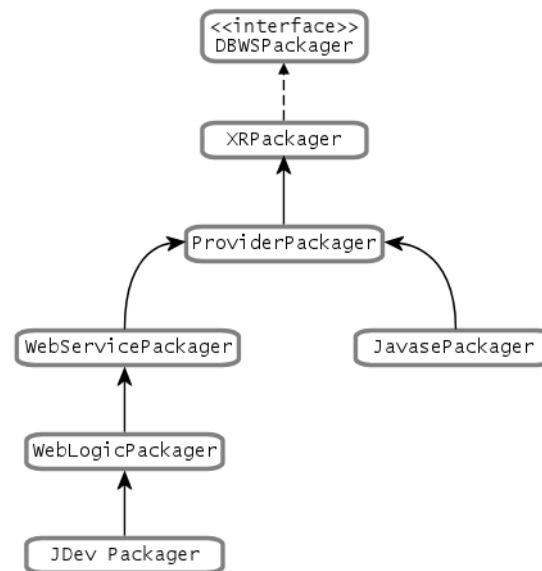 <<interface>>
DBWSPackager
XRPackager
ProviderPackager
WebServicePackager
JavasePackager
WebLogicPackager
JDev Packager